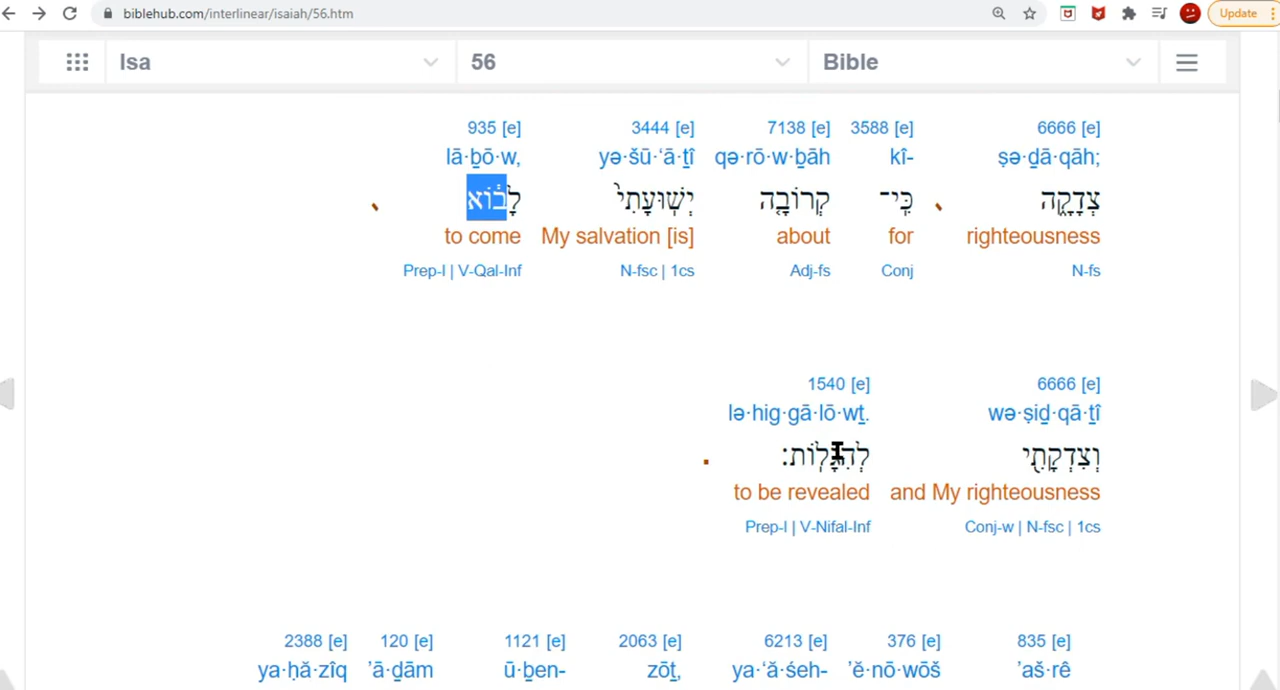 biblehub.com/interlinear/isaiah/56.htm Update
Isa 56 Bible
935 [e] 3444 [e] 7138 [e] 3588 [e] 6666 [e]
lā·ḇō·w, yə·šū·‘ā·ṯî qə·rō·w·ḇāh kî- ṣə·ḏā·qāh;
צְדָקָ֑ה ، כִּֽי־ קְרוֹבָ֤ה יְשֽׁוּעָתִי֙ לָב֔וֹא ،
to come My salvation [is] about for righteousness
Prep-l | V-Qal-Inf N-fsc | 1cs Adj-fs Conj N-fs
1540 [e] 6666 [e]
lə·hig·gā·lō·wṯ. wə·ṣiḏ·qā·ṯî
וְצִדְקָתִ֖י לְהִגָּלֽוֹת׃ .
to be revealed and My righteousness
Prep-l | V-Nifal-Inf Conj-w | N-fsc | 1cs
2388 [e] 120 [e] 1121 [e] 2063 [e] 6213 [e] 376 [e] 835 [e]
ya·ḥă·zîq ’ā·ḏām ū·ḇen- zōṯ, ya·‘ă·śeh- ’ĕ·nō·wōš ’aš·rê